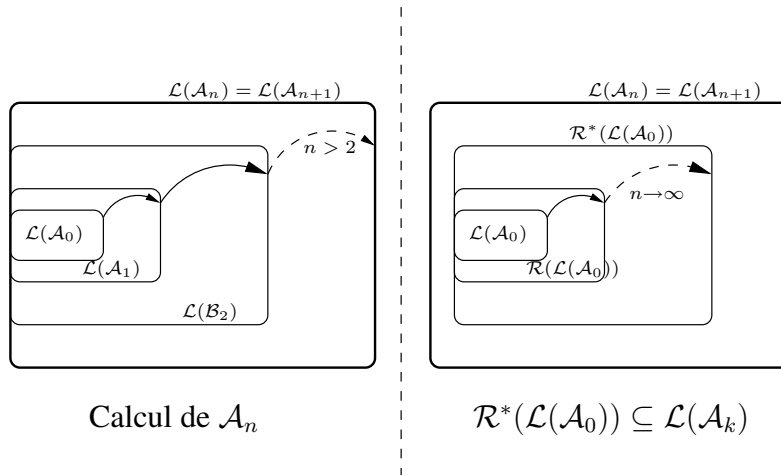 ℒ(𝒜ₙ) = ℒ(𝒜ₙ₊₁)
n > 2
ℒ(𝒜₀)
ℒ(𝒜₁)
ℒ(ℬ₂)
Calcul de 𝒜ₙ
ℒ(𝒜ₙ) = ℒ(𝒜ₙ₊₁)
ℛ*(ℒ(𝒜₀))
n→∞
ℒ(𝒜₀)
ℛ(ℒ(𝒜₀))
ℛ*(ℒ(𝒜₀)) ⊆ ℒ(𝒜ₖ)